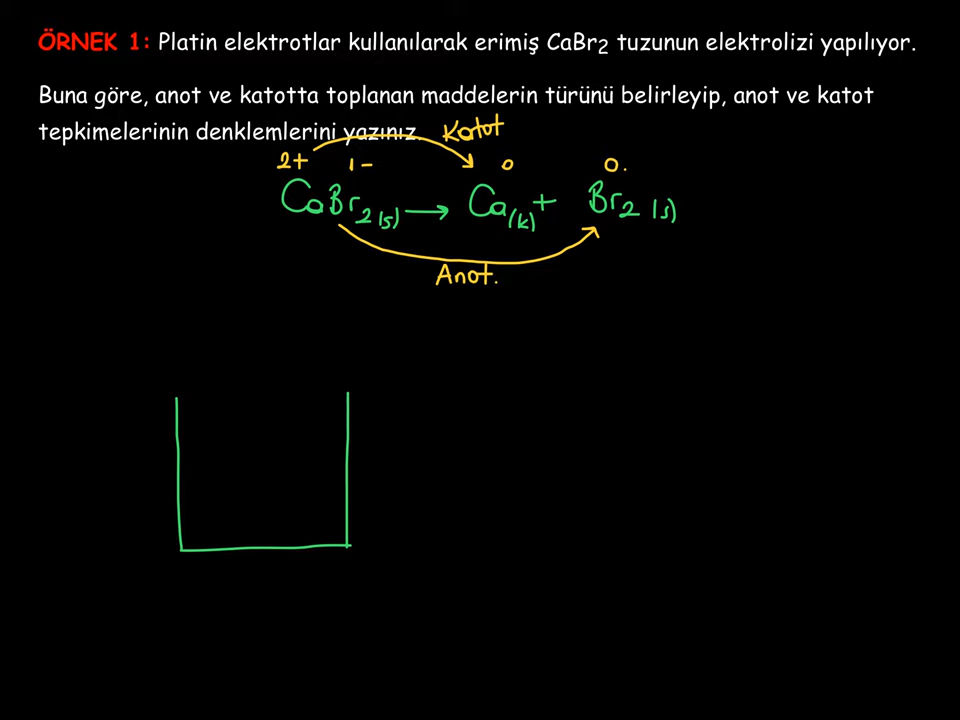 ÖRNEK 1: Platin elektrotlar kullanılarak erimiş CaBr2 tuzunun elektrolizi yapılıyor.
Buna göre, anot ve katotta toplanan maddelerin türünü belirleyip, anot ve katot
tepkimelerinin denklemlerini yazınız.
Katot
2+ 1- 0 0.
CaBr2(s) → Ca(k) + Br2(s)
Anot.